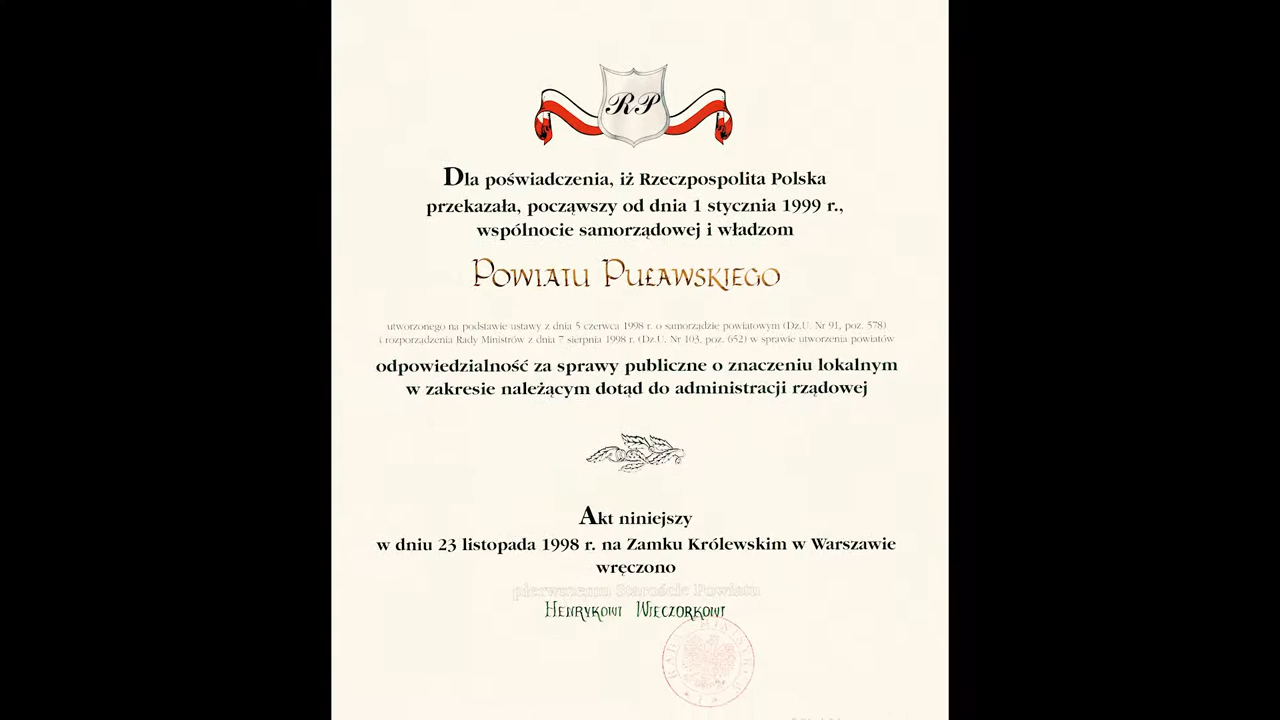 RP
Dla poświadczenia, iż Rzeczpospolita Polska
przekazała, począwszy od dnia 1 stycznia 1999 r.,
wspólnocie samorządowej i władzom
POWIATU PUŁAWSKIEGO
utworzonego na podstawie ustawy z dnia 5 czerwca 1998 r. o samorządzie powiatowym (Dz.U. Nr 91, poz. 578)
i rozporządzenia Rady Ministrów z dnia 7 sierpnia 1998 r. (Dz.U. Nr 103, poz. 652) w sprawie utworzenia powiatów
odpowiedzialność za sprawy publiczne o znaczeniu lokalnym
w zakresie należącym dotąd do administracji rządowej
Akt niniejszy
w dniu 23 listopada 1998 r. na Zamku Królewskim w Warszawie
wręczono
pierwszemu Staroście Powiatu
HENRYKOWI WIECZORKOWI
RADA MINISTRÓW